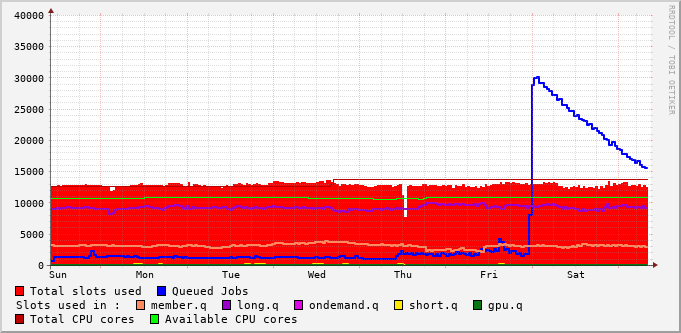 RRDTOOL / TOBI OETIKER
40000
35000
30000
25000
20000
15000
10000
5000
0
Sun Mon Tue Wed Thu Fri Sat
Total slots used Queued Jobs
Slots used in : member.q long.q ondemand.q short.q gpu.q
Total CPU cores Available CPU cores